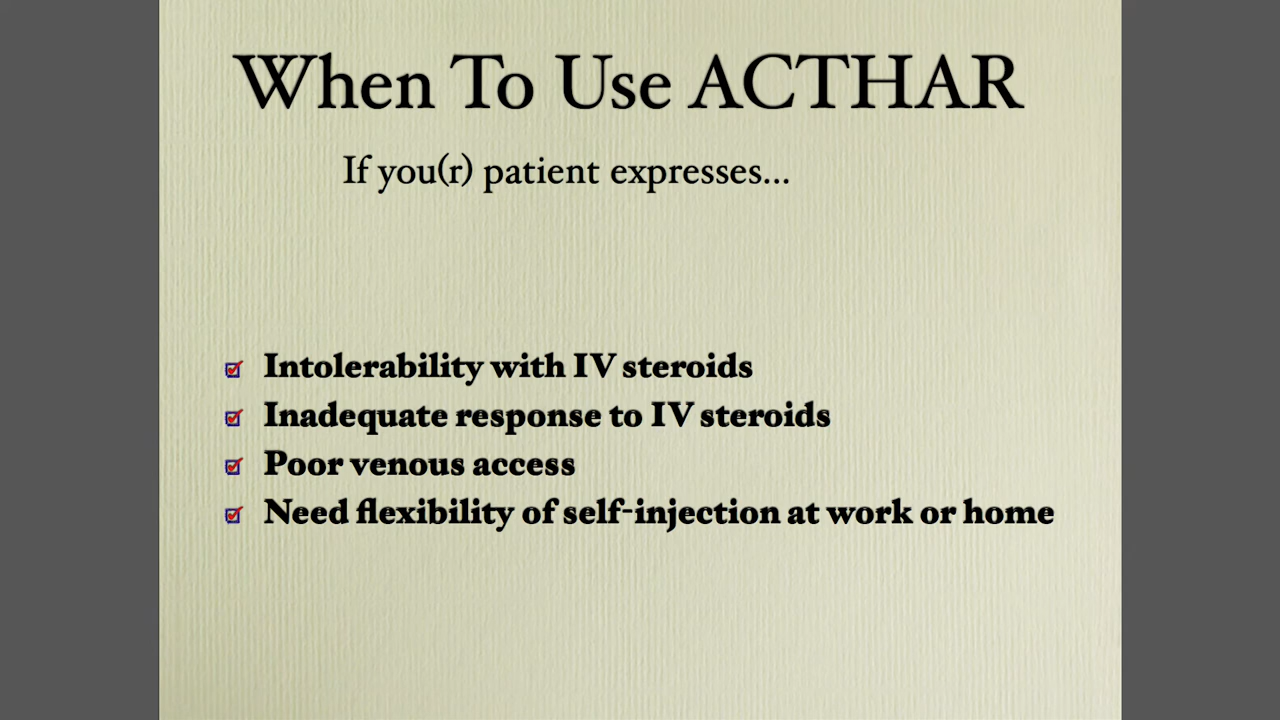 When To Use ACTHAR
If you(r) patient expresses...
Intolerability with IV steroids
Inadequate response to IV steroids
Poor venous access
Need flexibility of self-injection at work or home